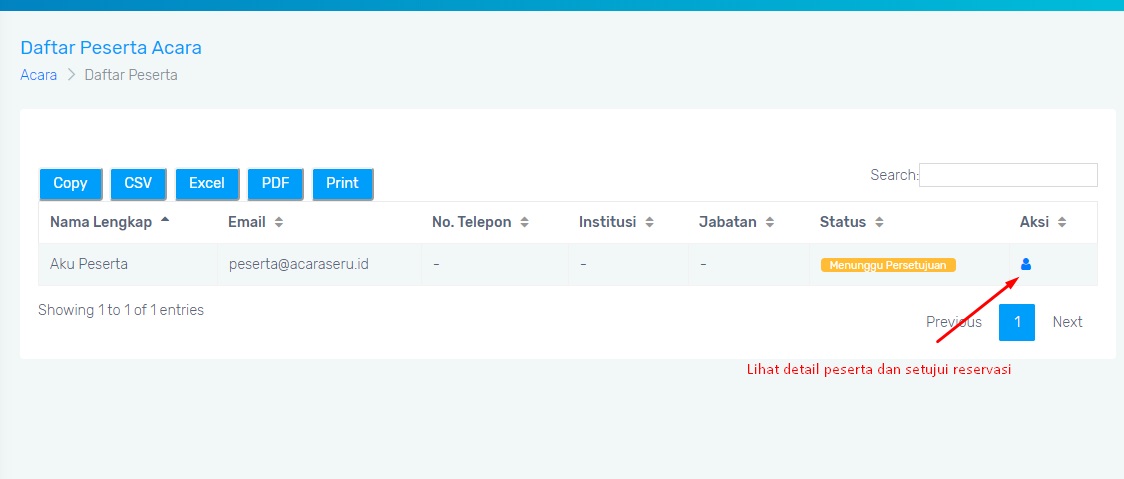 Daftar Peserta Acara
Acara > Daftar Peserta
Copy CSV Excel PDF Print Search:
Nama Lengkap Email No. Telepon Institusi Jabatan Status Aksi
Aku Peserta peserta@acaraseru.id - - - Menunggu Persetujuan
Showing 1 to 1 of 1 entries
Previous 1 Next
Lihat detail peserta dan setujui reservasi